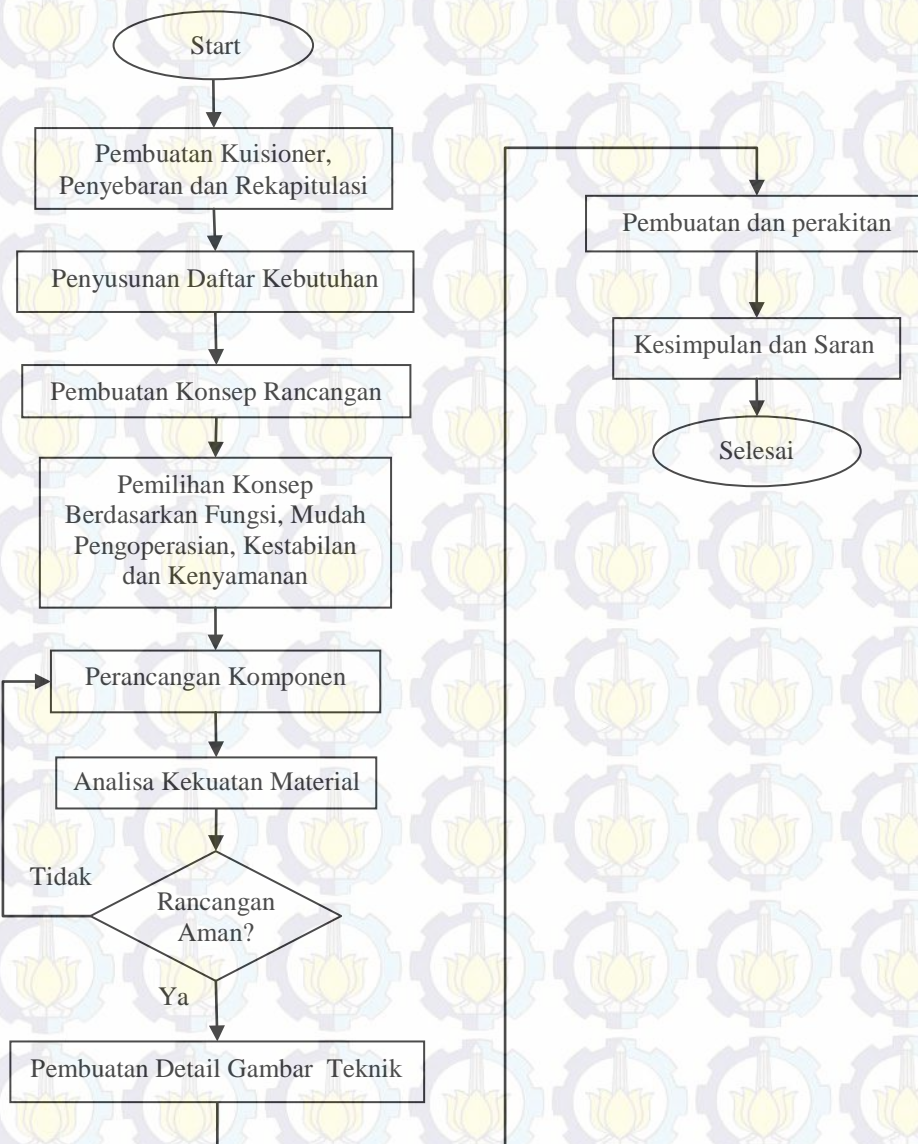 Start
Pembuatan Kuisioner,
Penyebaran dan Rekapitulasi
Penyusunan Daftar Kebutuhan
Pembuatan Konsep Rancangan
Pemilihan Konsep
Berdasarkan Fungsi, Mudah
Pengoperasian, Kestabilan
dan Kenyamanan
Perancangan Komponen
Analisa Kekuatan Material
Tidak
Rancangan
Aman?
Ya
Pembuatan Detail Gambar Teknik
Pembuatan dan perakitan
Kesimpulan dan Saran
Selesai